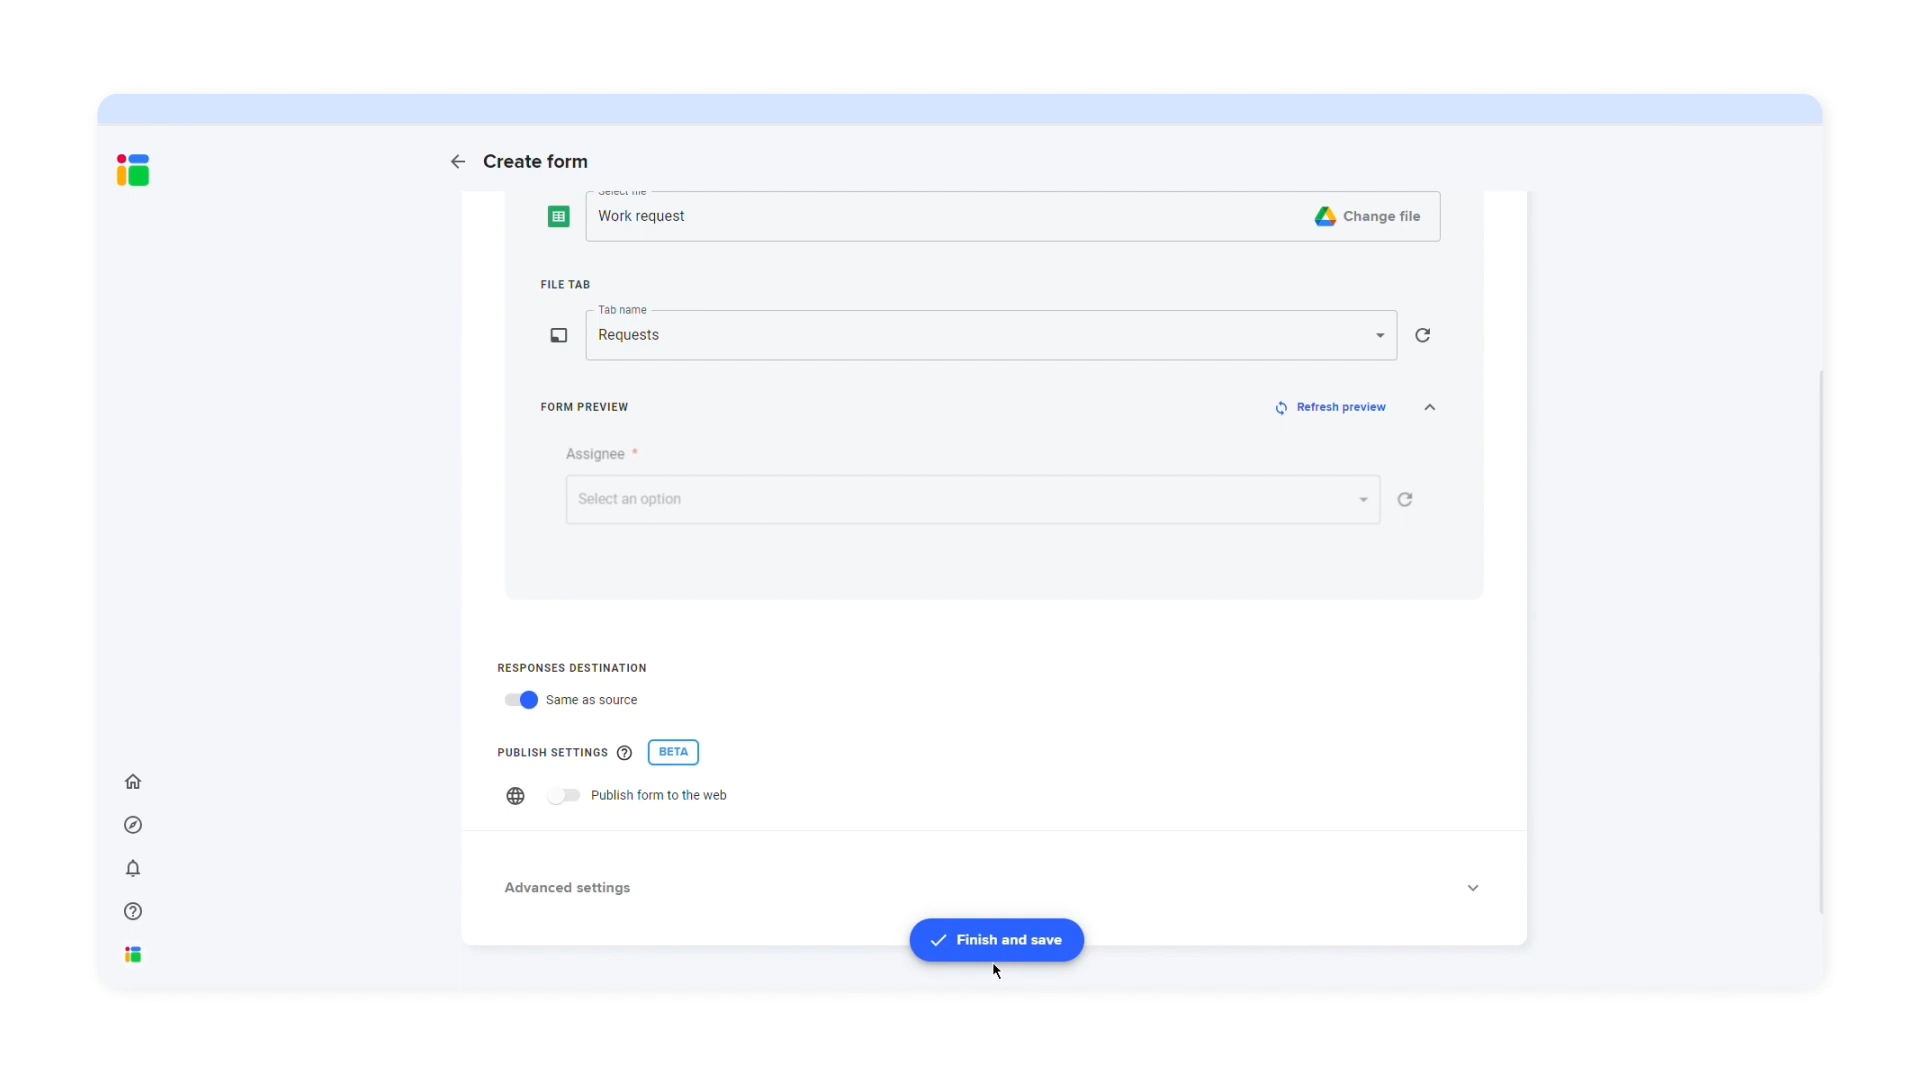 Create form
Select file
Work request
Change file
FILE TAB
Tab name
Requests
FORM PREVIEW
Refresh preview
Assignee *
Select an option
RESPONSES DESTINATION
Same as source
PUBLISH SETTINGS
BETA
Publish form to the web
Advanced settings
Finish and save